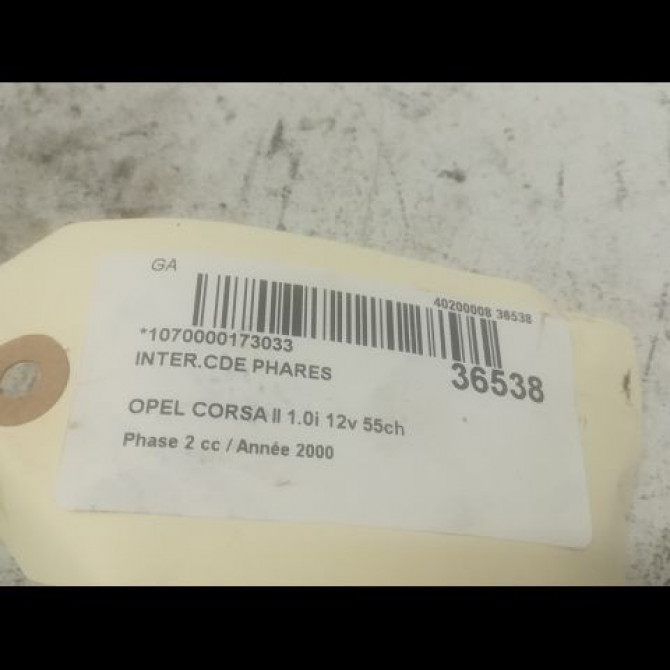 GA
40200008 36538
*1070000173033
INTER.CDE PHARES
36538
OPEL CORSA II 1.0i 12v 55ch
Phase 2 cc / Année 2000